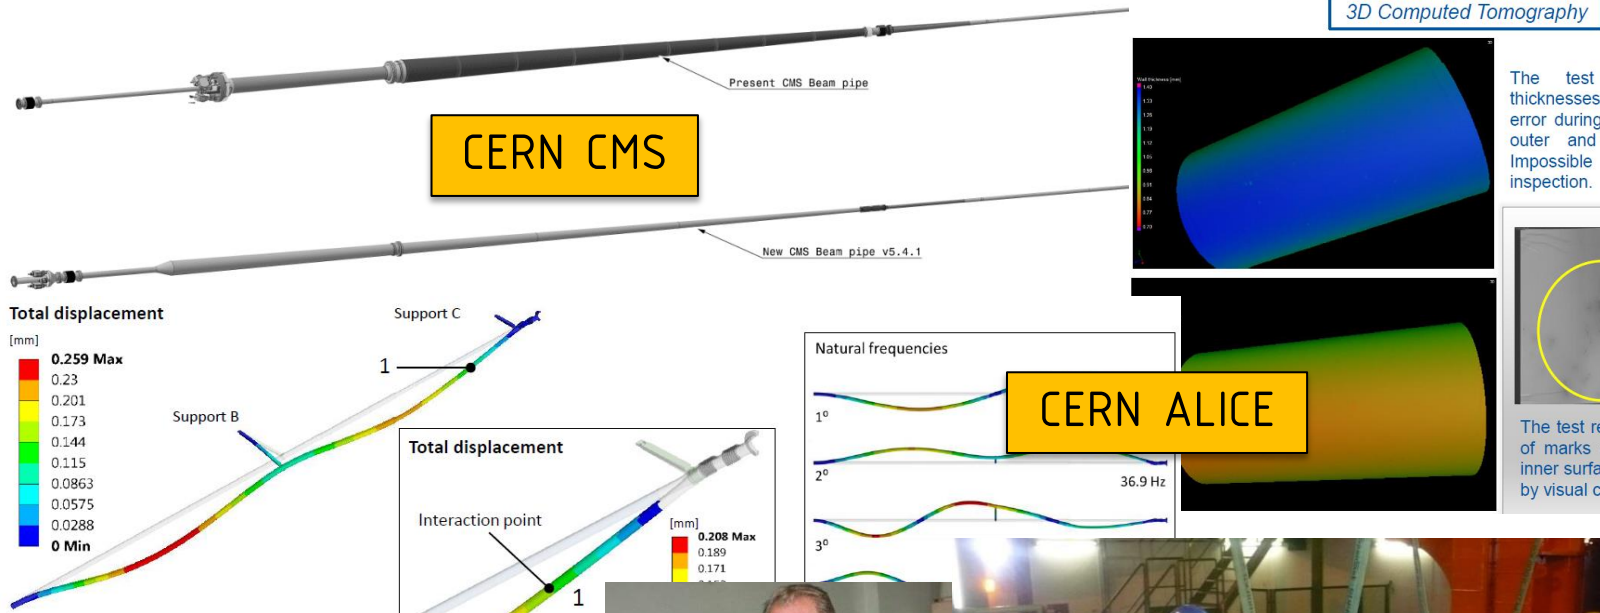 3D Computed Tomography
Present CMS Beam pipe
CERN CMS
New CMS Beam pipe v5.4.1
Wall thickness [mm]
The test
thicknesses
error during
outer and
Impossible
inspection.
Total displacement
[mm]
0.259 Max
0.23
0.201
0.173
0.144
0.115
0.0863
0.0575
0.0288
0 Min
Support C
1
Support B
Total displacement
Interaction point
1
[mm]
0.208 Max
0.189
0.171
Natural frequencies
1º
2º
36.9 Hz
3º
CERN ALICE
The test re
of marks
inner surfa
by visual c